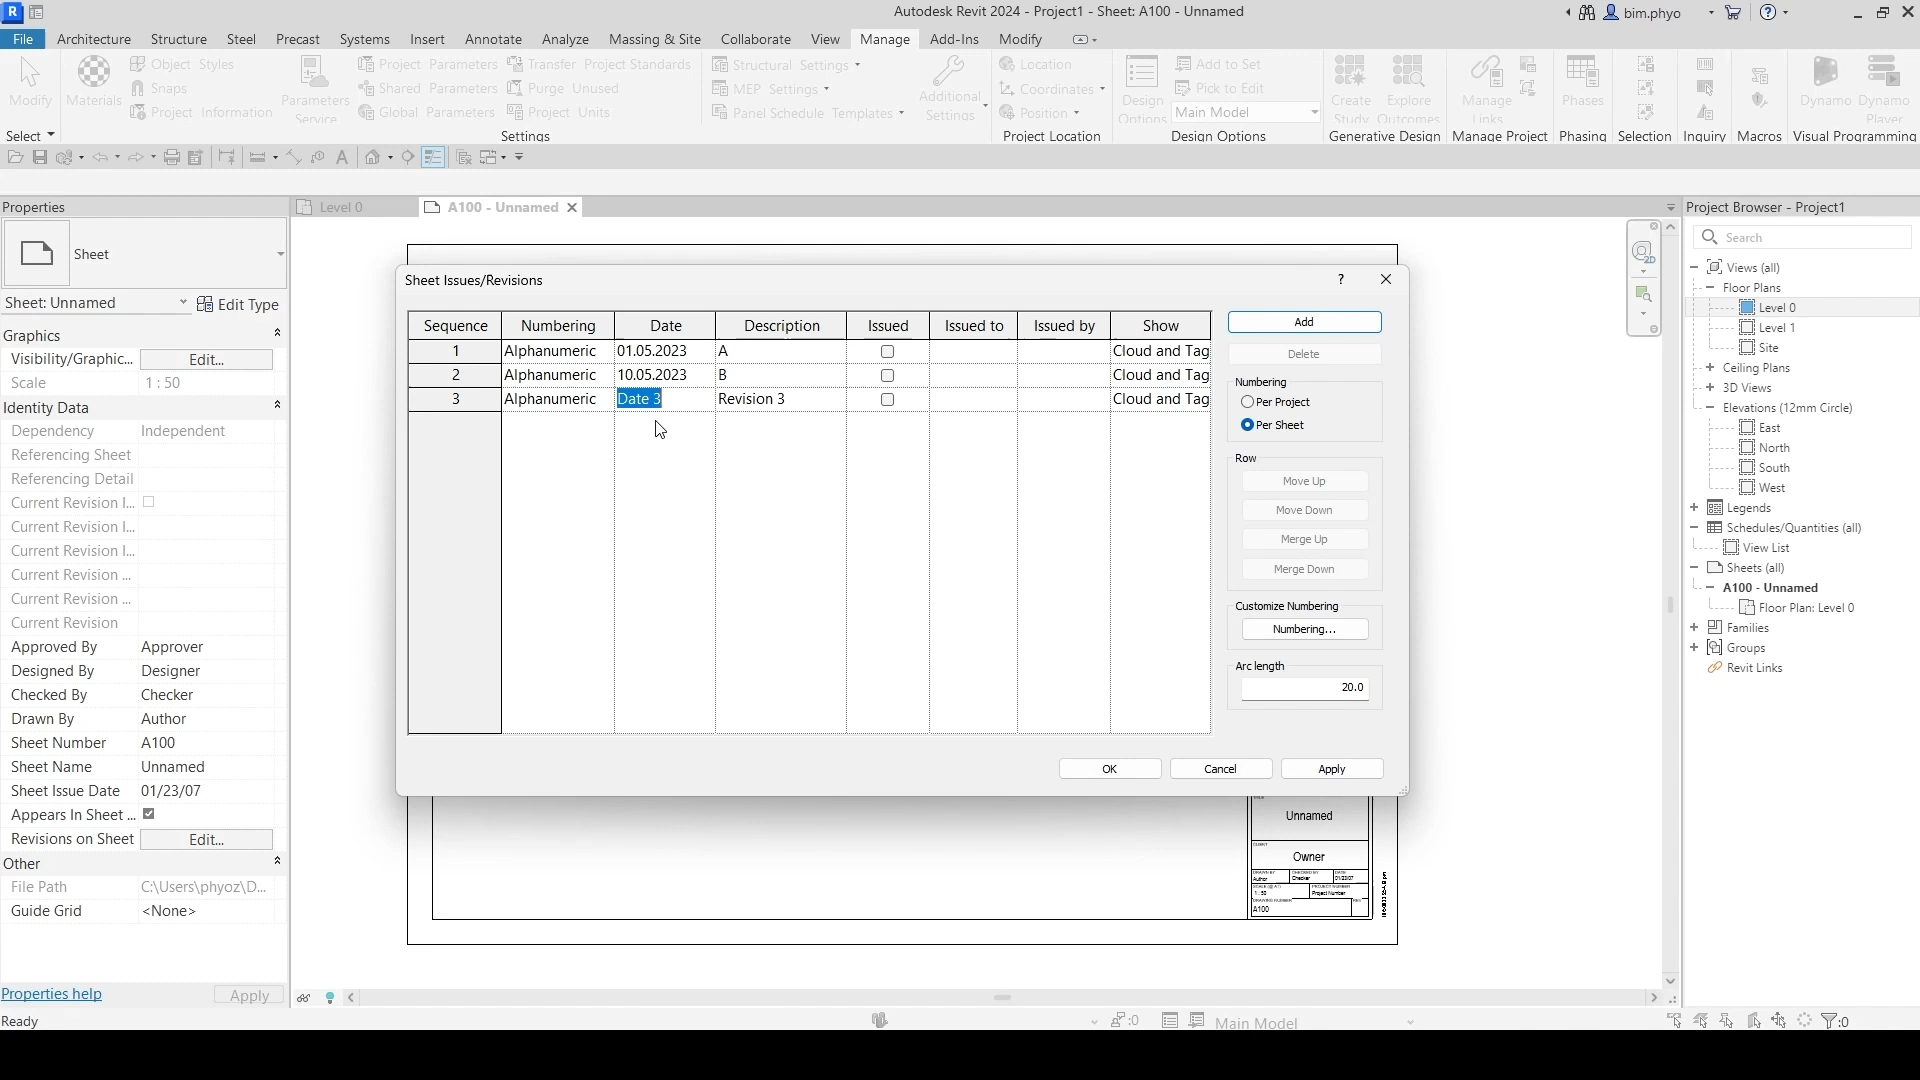 Autodesk Revit 2024 - Project1 - Sheet: A100 - Unnamed
bim.phyo
File Architecture Structure Steel Precast Systems Insert Annotate Analyze Massing & Site Collaborate View Manage Add-Ins Modify
Modify
Select
Materials
Object Styles
Snaps
Project Information
Parameters
Service
Project Parameters
Shared Parameters
Global Parameters
Transfer Project Standards
Purge Unused
Project Units
Settings
Structural Settings
MEP Settings
Panel Schedule Templates
Additional
Settings
Location
Coordinates
Position
Project Location
Design
Options
Add to Set
Pick to Edit
Main Model
Design Options
Create
Study
Explore
Outcomes
Generative Design
Manage
Links
Manage Project
Phases
Phasing
Selection
Inquiry
Macros
Dynamo
Dynamo
Player
Visual Programming
Properties
Sheet
Sheet: Unnamed
Edit Type
Graphics
Visibility/Graphic... Edit...
Scale 1 : 50
Identity Data
Dependency Independent
Referencing Sheet
Referencing Detail
Current Revision I...
Current Revision I...
Current Revision I...
Current Revision ...
Current Revision ...
Current Revision
Approved By Approver
Designed By Designer
Checked By Checker
Drawn By Author
Sheet Number A100
Sheet Name Unnamed
Sheet Issue Date 01/23/07
Appears In Sheet ...
Revisions on Sheet Edit...
Other
File Path C:\Users\phyoz\D...
Guide Grid <None>
Properties help
Apply
Ready
Level 0
A100 - Unnamed
Sheet Issues/Revisions
?
Sequence Numbering Date Description Issued Issued to Issued by Show
1 Alphanumeric 01.05.2023 A Cloud and Tag
2 Alphanumeric 10.05.2023 B Cloud and Tag
3 Alphanumeric Date 3 Revision 3 Cloud and Tag
Add
Delete
Numbering
Per Project
Per Sheet
Row
Move Up
Move Down
Merge Up
Merge Down
Customize Numbering
Numbering...
Arc length
20.0
OK Cancel Apply
Unnamed
Owner
Author
Checker
01/23/07
1 : 50
Project Number
A100
:0
Main Model
:0
Project Browser - Project1
Search
Views (all)
Floor Plans
Level 0
Level 1
Site
Ceiling Plans
3D Views
Elevations (12mm Circle)
East
North
South
West
Legends
Schedules/Quantities (all)
View List
Sheets (all)
A100 - Unnamed
Floor Plan: Level 0
Families
Groups
Revit Links